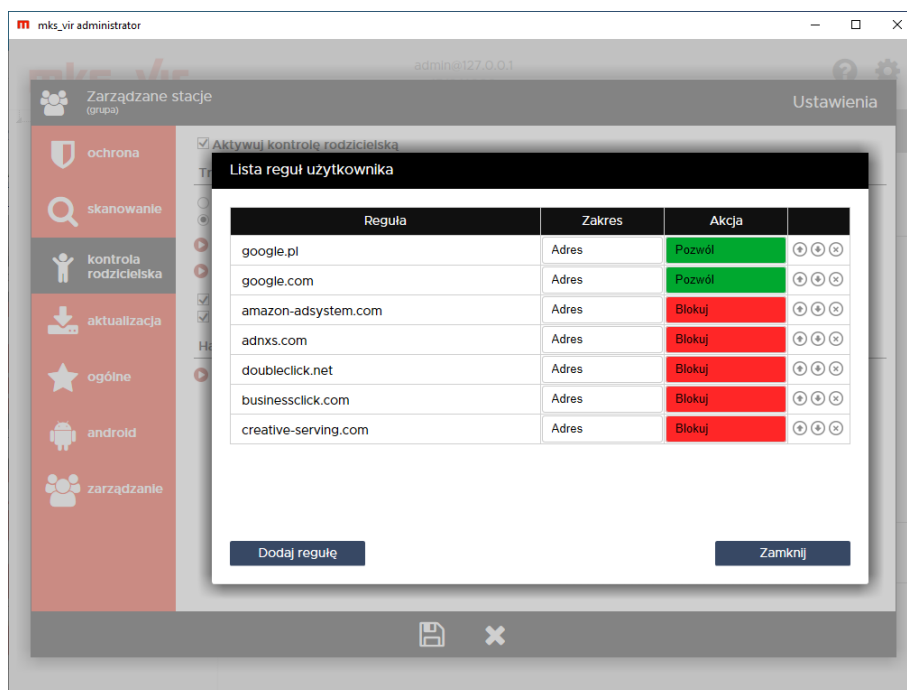 mks_vir administrator
mks_vir
admin@127.0.0.1
Zarządzane stacje
(grupa)
Ustawienia
ochrona
skanowanie
kontrola
rodzicielska
aktualizacja
ogólne
android
zarządzanie
Aktywuj kontrolę rodzicielską
Lista reguł użytkownika
Reguła Zakres Akcja
google.pl Adres Pozwól
google.com Adres Pozwól
amazon-adsystem.com Adres Blokuj
adnxs.com Adres Blokuj
doubleclick.net Adres Blokuj
businessclick.com Adres Blokuj
creative-serving.com Adres Blokuj
Dodaj regułę
Zamknij